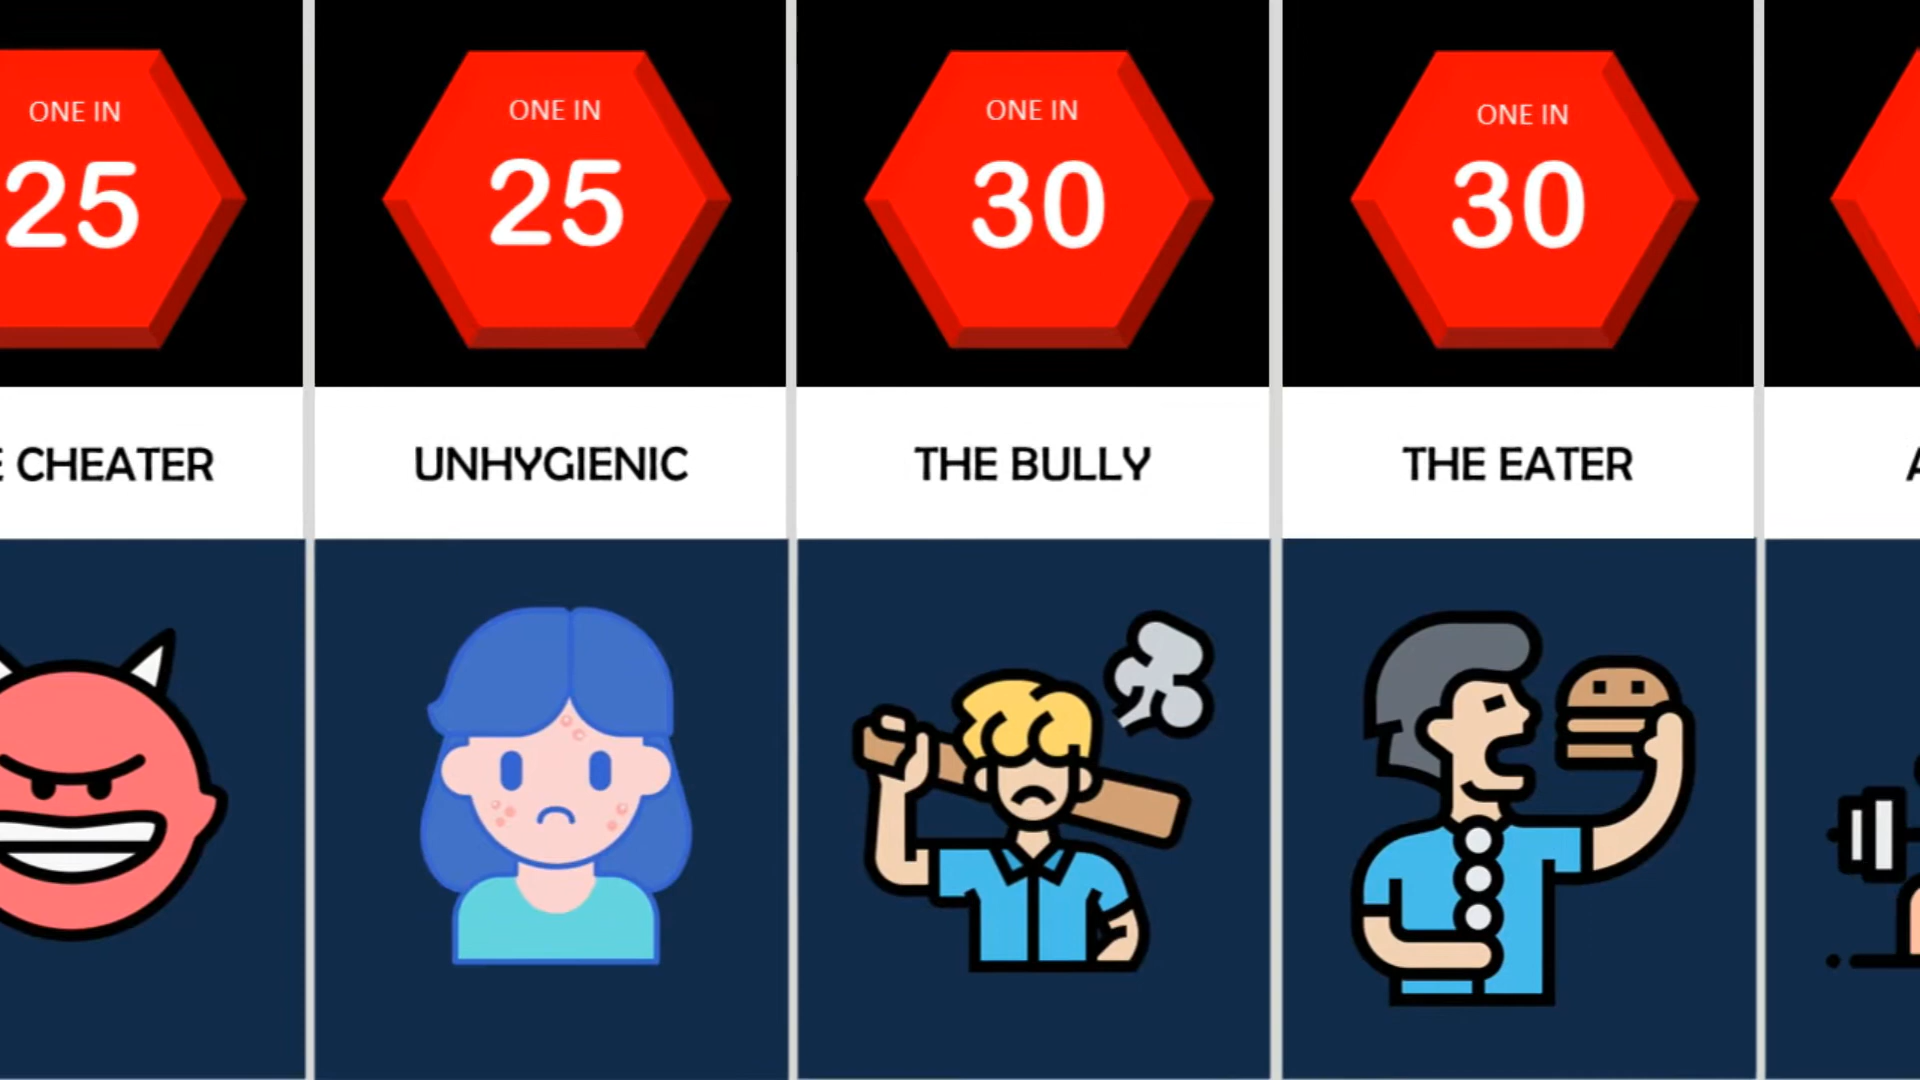 ONE IN
25
E CHEATER
ONE IN
25
UNHYGIENIC
ONE IN
30
THE BULLY
ONE IN
30
THE EATER
A